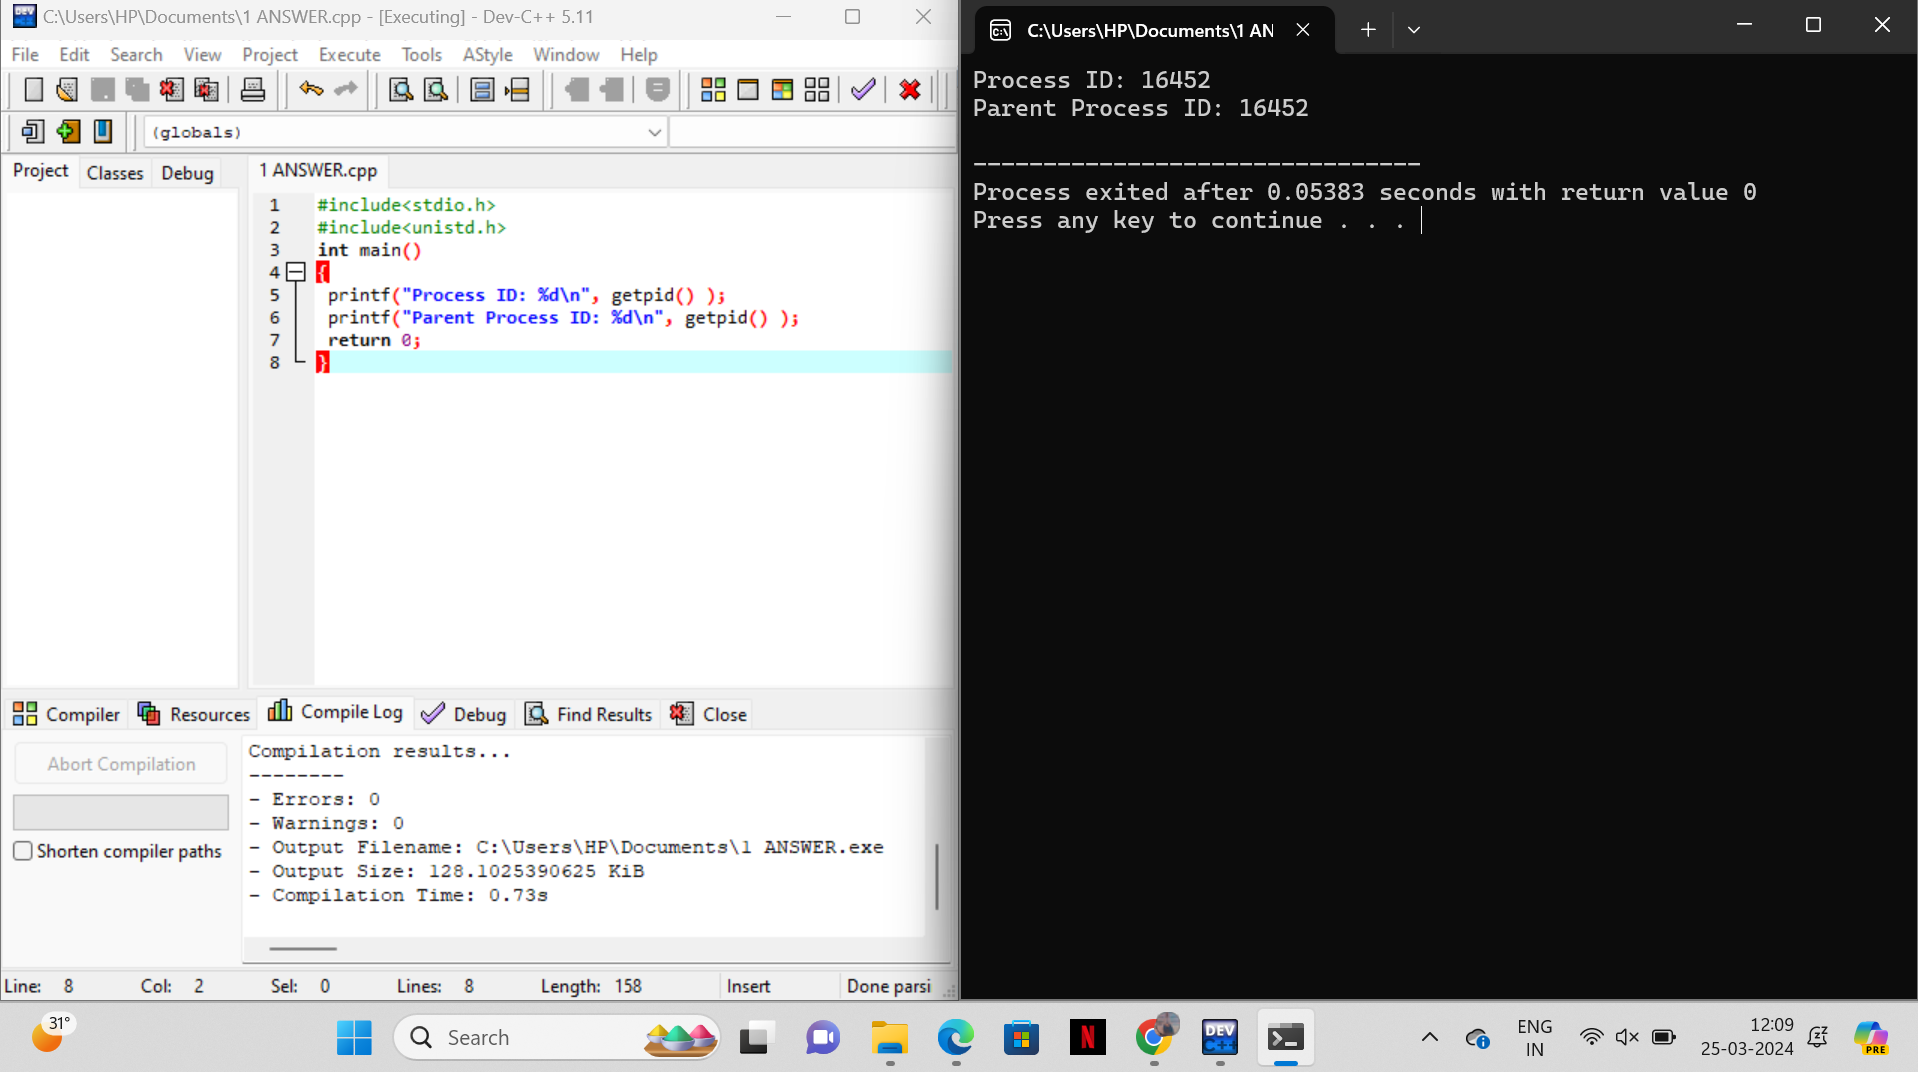 C:\Users\HP\Documents\1 ANSWER.cpp - [Executing] - Dev-C++ 5.11
File Edit Search View Project Execute Tools AStyle Window Help
(globals)
Project Classes Debug
1 ANSWER.cpp
1 #include<stdio.h>
2 #include<unistd.h>
3 int main()
4 {
5 printf("Process ID: %d\n", getpid() );
6 printf("Parent Process ID: %d\n", getpid() );
7 return 0;
8 }
Compiler Resources Compile Log Debug Find Results Close
Abort Compilation
Shorten compiler paths
Compilation results...
--------
- Errors: 0
- Warnings: 0
- Output Filename: C:\Users\HP\Documents\1 ANSWER.exe
- Output Size: 128.1025390625 KiB
- Compilation Time: 0.73s
Line: 8 Col: 2 Sel: 0 Lines: 8 Length: 158 Insert Done parsi
C:\Users\HP\Documents\1 AN
Process ID: 16452
Parent Process ID: 16452
--------------------------------
Process exited after 0.05383 seconds with return value 0
Press any key to continue . . .
31°
Search
DEV
C++
ENG
IN
12:09
25-03-2024
PRE